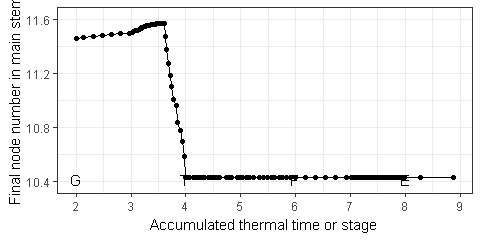 Final node number in main stem
11.6
11.2
10.8
10.4
G
F
E
2
3
4
5
6
7
8
9
Accumulated thermal time or stage